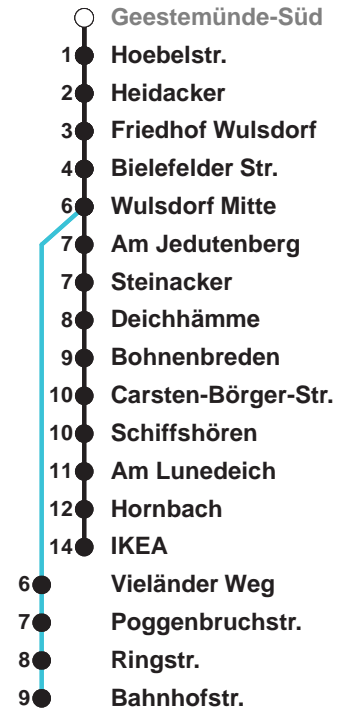 Geestemünde-Süd
1 Hoebelstr.
2 Heidacker
3 Friedhof Wulsdorf
4 Bielefelder Str.
6 Wulsdorf Mitte
7 Am Jedutenberg
7 Steinacker
8 Deichhämme
9 Bohnenbreden
10 Carsten-Börger-Str.
10 Schiffshören
11 Am Lunedeich
12 Hornbach
14 IKEA
6 Vieländer Weg
7 Poggenbruchstr.
8 Ringstr.
9 Bahnhofstr.